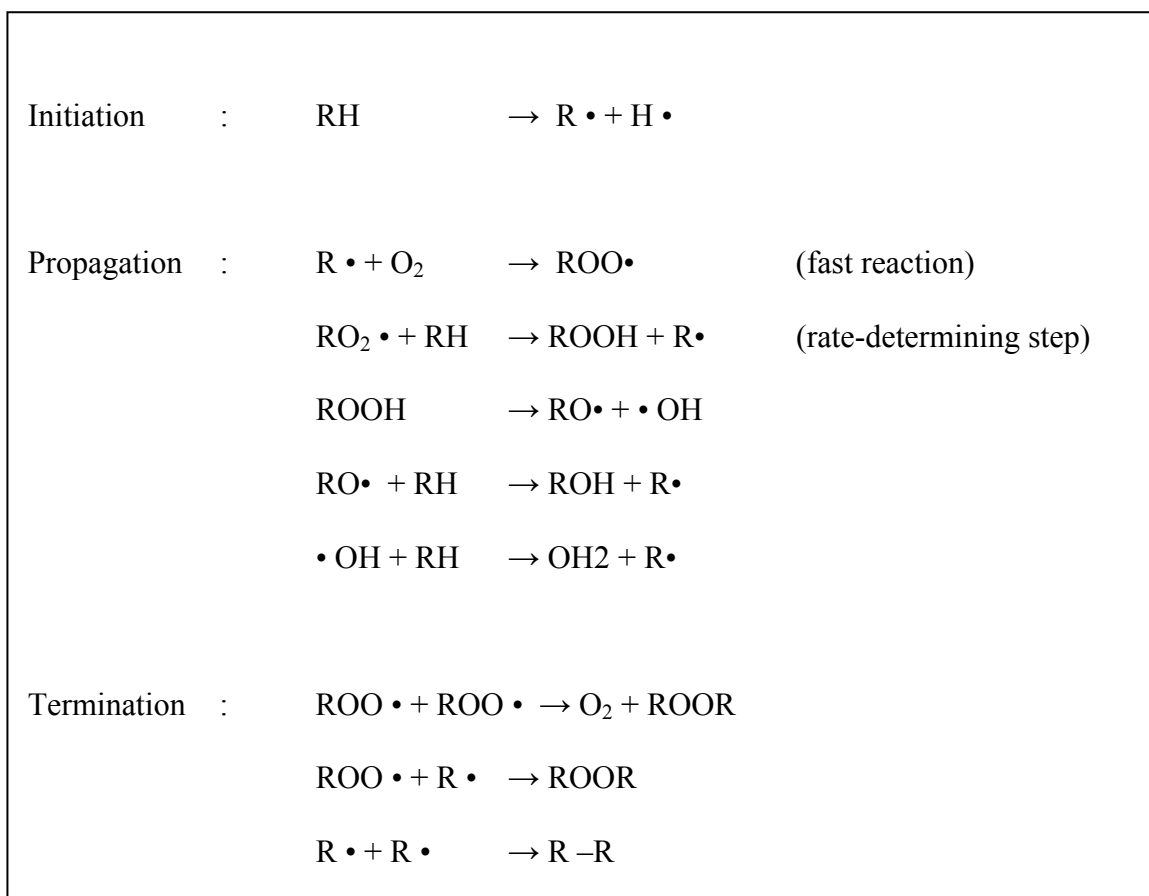 Initiation : RH → R • + H •
Propagation : R • + O₂ → ROO• (fast reaction)
RO₂ • + RH → ROOH + R• (rate-determining step)
ROOH → RO• + • OH
RO• + RH → ROH + R•
• OH + RH → OH2 + R•
Termination : ROO • + ROO • → O₂ + ROOR
ROO • + R • → ROOR
R • + R • → R –R